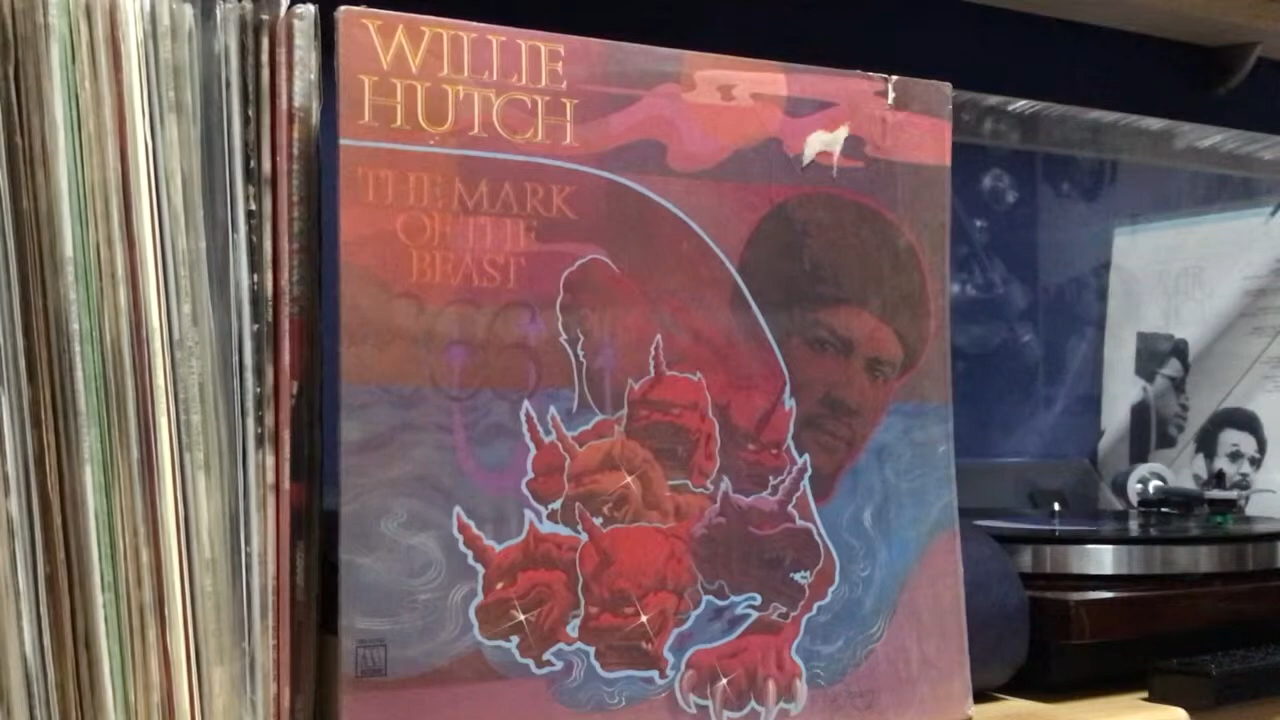 WILLIE
HUTCH
THE MARK
OF THE
BEAST